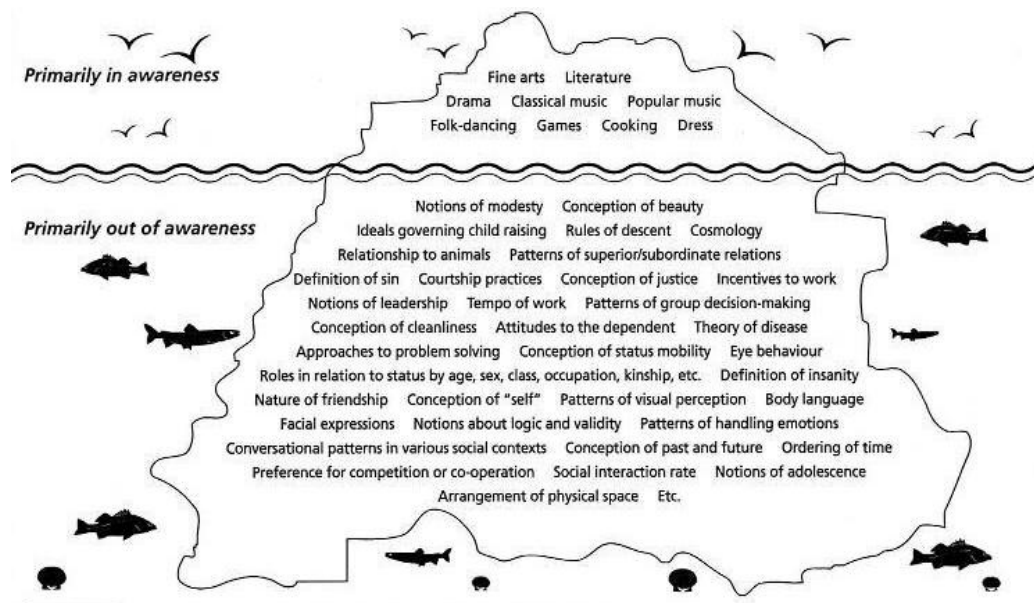 Primarily in awareness
Fine arts Literature
Drama Classical music Popular music
Folk-dancing Games Cooking Dress
Primarily out of awareness
Notions of modesty Conception of beauty
Ideals governing child raising Rules of descent Cosmology
Relationship to animals Patterns of superior/subordinate relations
Definition of sin Courtship practices Conception of justice Incentives to work
Notions of leadership Tempo of work Patterns of group decision-making
Conception of cleanliness Attitudes to the dependent Theory of disease
Approaches to problem solving Conception of status mobility Eye behaviour
Roles in relation to status by age, sex, class, occupation, kinship, etc. Definition of insanity
Nature of friendship Conception of "self" Patterns of visual perception Body language
Facial expressions Notions about logic and validity Patterns of handling emotions
Conversational patterns in various social contexts Conception of past and future Ordering of time
Preference for competition or co-operation Social interaction rate Notions of adolescence
Arrangement of physical space Etc.